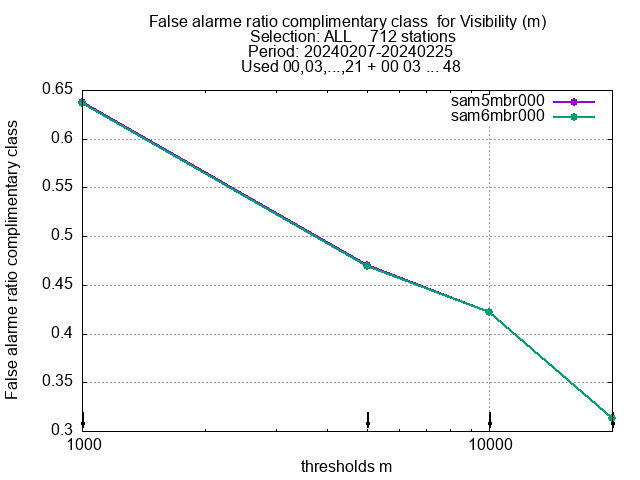 False alarme ratio complimentary class  for Visibility (m)
Selection: ALL    712 stations
Period: 20240207-20240225
Used 00,03,...,21 + 00 03 ... 48
sam5mbr000
sam6mbr000
0.65
0.6
0.55
0.5
0.45
0.4
0.35
0.3
1000
10000
thresholds m
False alarme ratio complimentary class